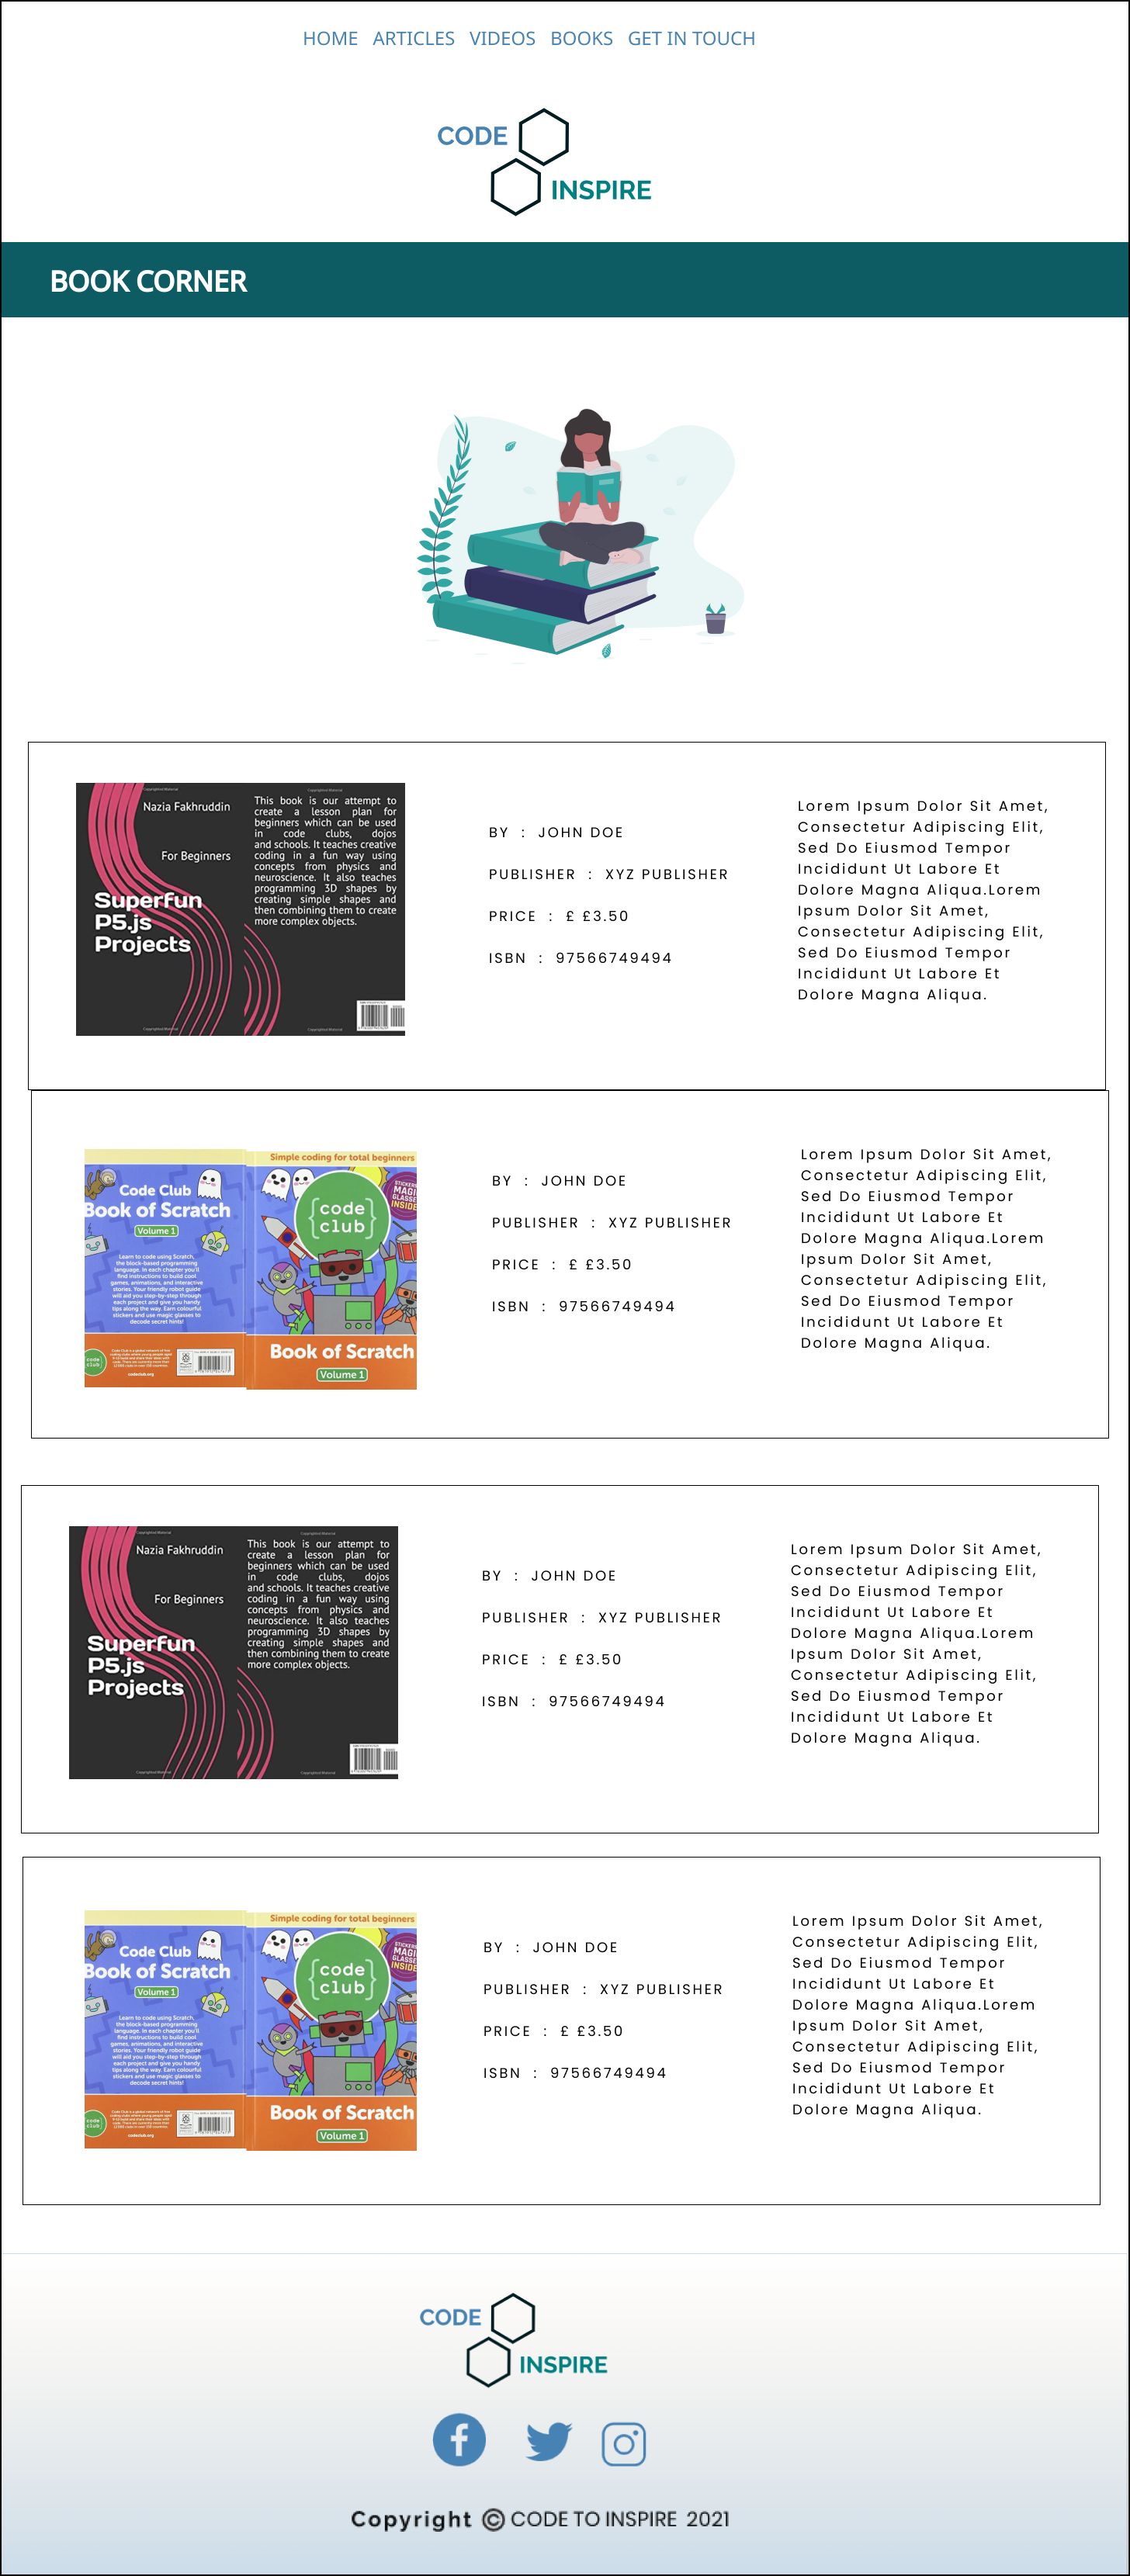 HOME ARTICLES VIDEOS BOOKS GET IN TOUCH
CODE
INSPIRE
BOOK CORNER
Nazia Fakhruddin
For Beginners
Superfun
P5.js
Projects
This book is our attempt to
create a lesson plan for
beginners which can be used
in code clubs, dojos
and schools. It teaches creative
coding in a fun way using
concepts from physics and
neuroscience. It also teaches
programming 3D shapes by
creating simple shapes and
then combining them to create
more complex objects.
BY : JOHN DOE
PUBLISHER : XYZ PUBLISHER
PRICE : £ £3.50
ISBN : 97566749494
Lorem Ipsum Dolor Sit Amet,
Consectetur Adipiscing Elit,
Sed Do Eiusmod Tempor
Incididunt Ut Labore Et
Dolore Magna Aliqua.Lorem
Ipsum Dolor Sit Amet,
Consectetur Adipiscing Elit,
Sed Do Eiusmod Tempor
Incididunt Ut Labore Et
Dolore Magna Aliqua.
Code Club
Book of Scratch
Volume 1
Learn to code using Scratch,
the block-based programming
language. In each chapter you'll
find instructions to build cool
games, animations, and interactive
stories. Your friendly robot guide
will aid you step-by-step through
each project and give you handy
tips along the way. Earn colourful
stickers and use magic glasses to
decode secret hints!
code
club
codeclub.org
Simple coding for total beginners
STICKERS
MAGI
GLASSE
INSIDE
{code
club}
Book of Scratch
Volume 1
BY : JOHN DOE
PUBLISHER : XYZ PUBLISHER
PRICE : £ £3.50
ISBN : 97566749494
Lorem Ipsum Dolor Sit Amet,
Consectetur Adipiscing Elit,
Sed Do Eiusmod Tempor
Incididunt Ut Labore Et
Dolore Magna Aliqua.Lorem
Ipsum Dolor Sit Amet,
Consectetur Adipiscing Elit,
Sed Do Eiusmod Tempor
Incididunt Ut Labore Et
Dolore Magna Aliqua.
Nazia Fakhruddin
For Beginners
Superfun
P5.js
Projects
This book is our attempt to
create a lesson plan for
beginners which can be used
in code clubs, dojos
and schools. It teaches creative
coding in a fun way using
concepts from physics and
neuroscience. It also teaches
programming 3D shapes by
creating simple shapes and
then combining them to create
more complex objects.
BY : JOHN DOE
PUBLISHER : XYZ PUBLISHER
PRICE : £ £3.50
ISBN : 97566749494
Lorem Ipsum Dolor Sit Amet,
Consectetur Adipiscing Elit,
Sed Do Eiusmod Tempor
Incididunt Ut Labore Et
Dolore Magna Aliqua.Lorem
Ipsum Dolor Sit Amet,
Consectetur Adipiscing Elit,
Sed Do Eiusmod Tempor
Incididunt Ut Labore Et
Dolore Magna Aliqua.
Code Club
Book of Scratch
Volume 1
Learn to code using Scratch,
the block-based programming
language. In each chapter you'll
find instructions to build cool
games, animations, and interactive
stories. Your friendly robot guide
will aid you step-by-step through
each project and give you handy
tips along the way. Earn colourful
stickers and use magic glasses to
decode secret hints!
code
club
codeclub.org
Simple coding for total beginners
STICKERS
MAGI
GLASSE
INSIDE
{code
club}
Book of Scratch
Volume 1
BY : JOHN DOE
PUBLISHER : XYZ PUBLISHER
PRICE : £ £3.50
ISBN : 97566749494
Lorem Ipsum Dolor Sit Amet,
Consectetur Adipiscing Elit,
Sed Do Eiusmod Tempor
Incididunt Ut Labore Et
Dolore Magna Aliqua.Lorem
Ipsum Dolor Sit Amet,
Consectetur Adipiscing Elit,
Sed Do Eiusmod Tempor
Incididunt Ut Labore Et
Dolore Magna Aliqua.
CODE
INSPIRE
Copyright © CODE TO INSPIRE 2021